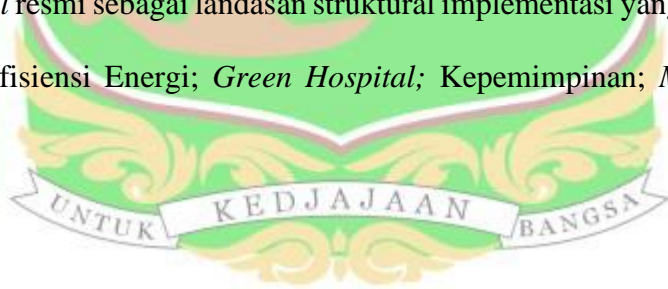 l resmi sebagai landasan struktural implementasi yang
fisiensi Energi; Green Hospital; Kepemimpinan; M
UNTUK KEDJAJAAN BANGSA